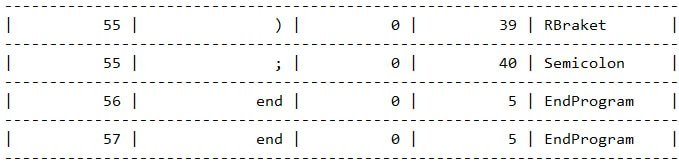 -------------------------------------------------------------------
|          55 |              ) |          0 |         39 | RBraket       |
-------------------------------------------------------------------
|          55 |              ; |          0 |         40 | Semicolon     |
-------------------------------------------------------------------
|          56 |            end |          0 |          5 | EndProgram    |
-------------------------------------------------------------------
|          57 |            end |          0 |          5 | EndProgram    |
-------------------------------------------------------------------